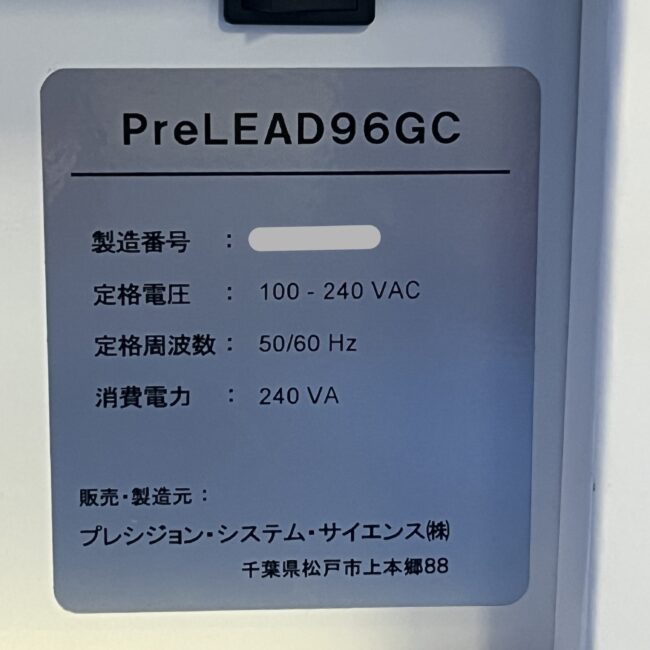 PreLEAD96GC
製造番号 :
定格電圧 : 100 - 240 VAC
定格周波数 : 50/60 Hz
消費電力 : 240 VA
販売・製造元 :
プレシジョン・システム・サイエンス㈱
千葉県松戸市上本郷88